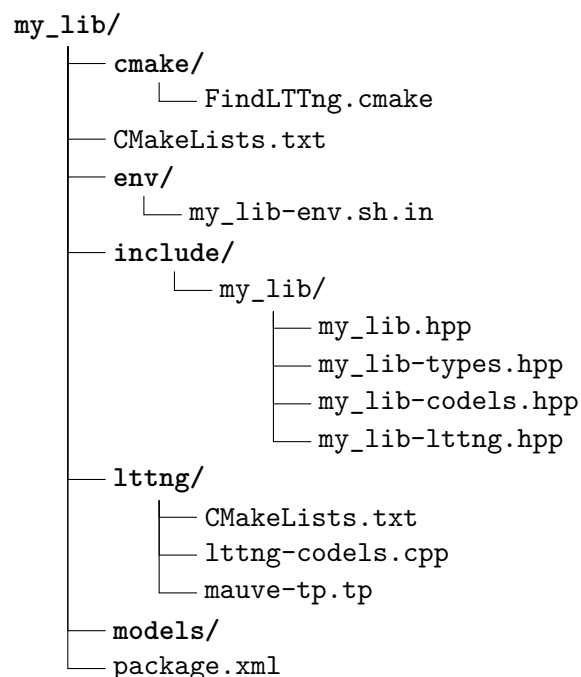 my_lib/
cmake/
FindLTTng.cmake
CMakeLists.txt
env/
my_lib-env.sh.in
include/
my_lib/
my_lib.hpp
my_lib-types.hpp
my_lib-codels.hpp
my_lib-lttng.hpp
lttng/
CMakeLists.txt
lttng-codels.cpp
mauve-tp.tp
models/
package.xml